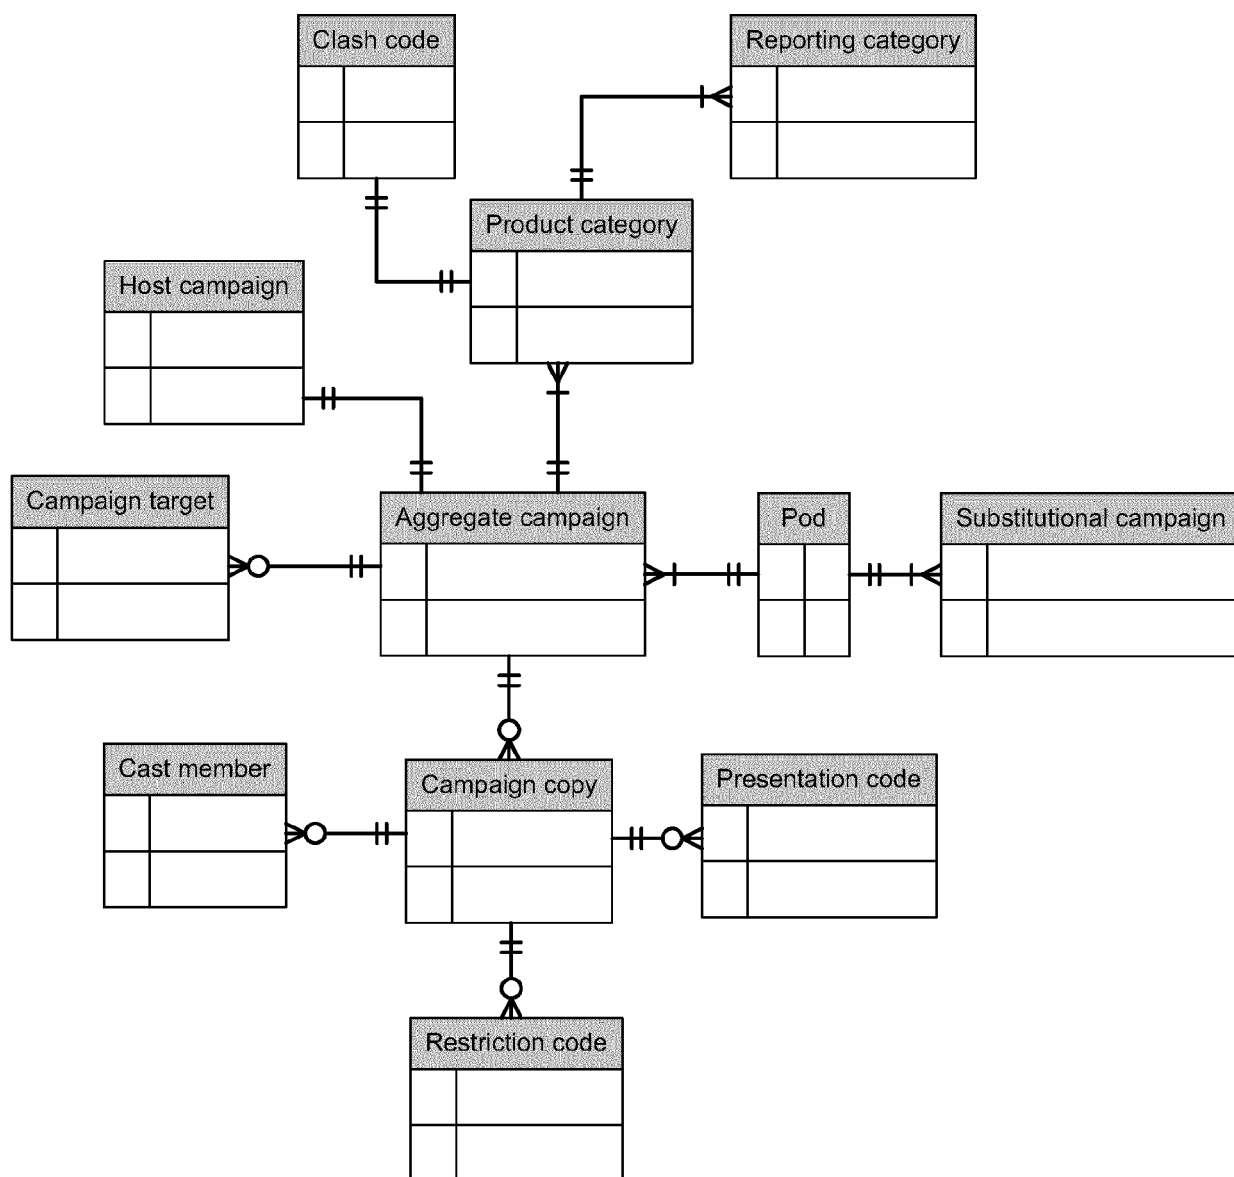 Clash code
Reporting category
Product category
Host campaign
Campaign target
Aggregate campaign
Pod
Substitutional campaign
Cast member
Campaign copy
Presentation code
Restriction code